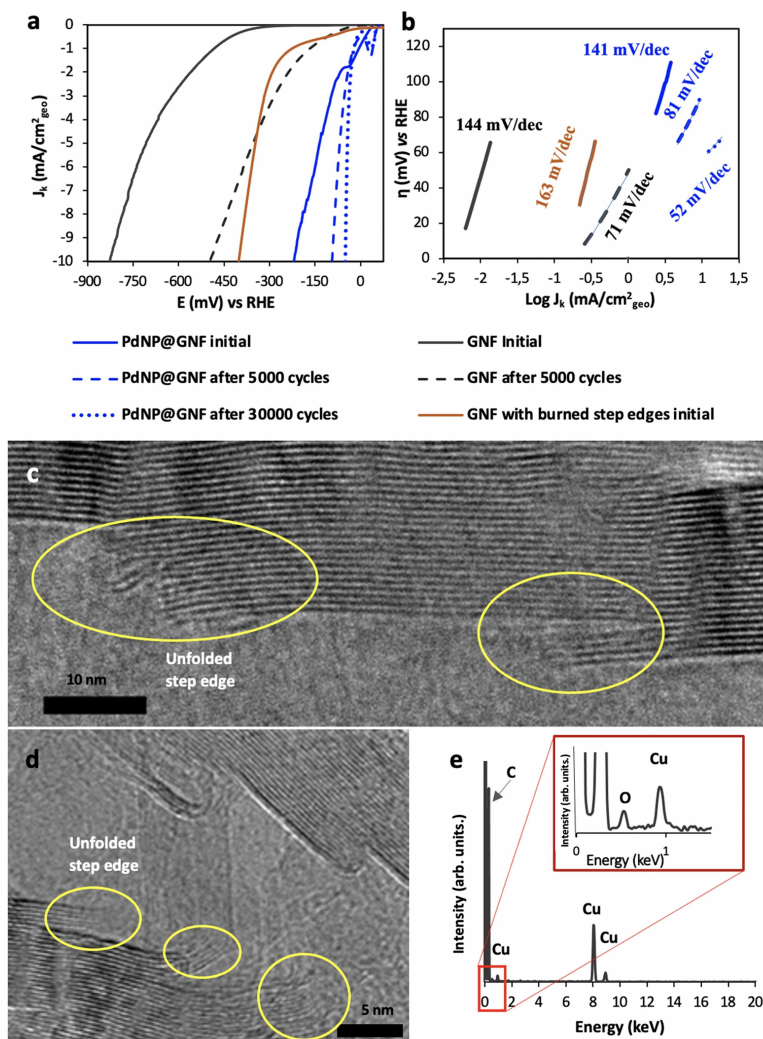 a
J_k (mA/cm²_geo)
0
-1
-2
-3
-4
-5
-6
-7
-8
-9
-10
-900
-750
-600
-450
-300
-150
0
E (mV) vs RHE
b
η (mV) vs RHE
120
100
80
60
40
20
0
144 mV/dec
163 mV/dec
71 mV/dec
141 mV/dec
81 mV/dec
52 mV/dec
-2,5
-2
-1,5
-1
-0,5
0
0,5
1
1,5
Log J_k (mA/cm²_geo)
PdNP@GNF initial
GNF Initial
PdNP@GNF after 5000 cycles
GNF after 5000 cycles
PdNP@GNF after 30000 cycles
GNF with burned step edges initial
c
Unfolded
step edge
10 nm
d
Unfolded
step edge
5 nm
e
Intensity (arb. units.)
C
Cu
Cu
Cu
0
2
4
6
8
10
12
14
16
18
20
Energy (keV)
Intensity (arb. units.)
O
Cu
0
1
Energy (keV)